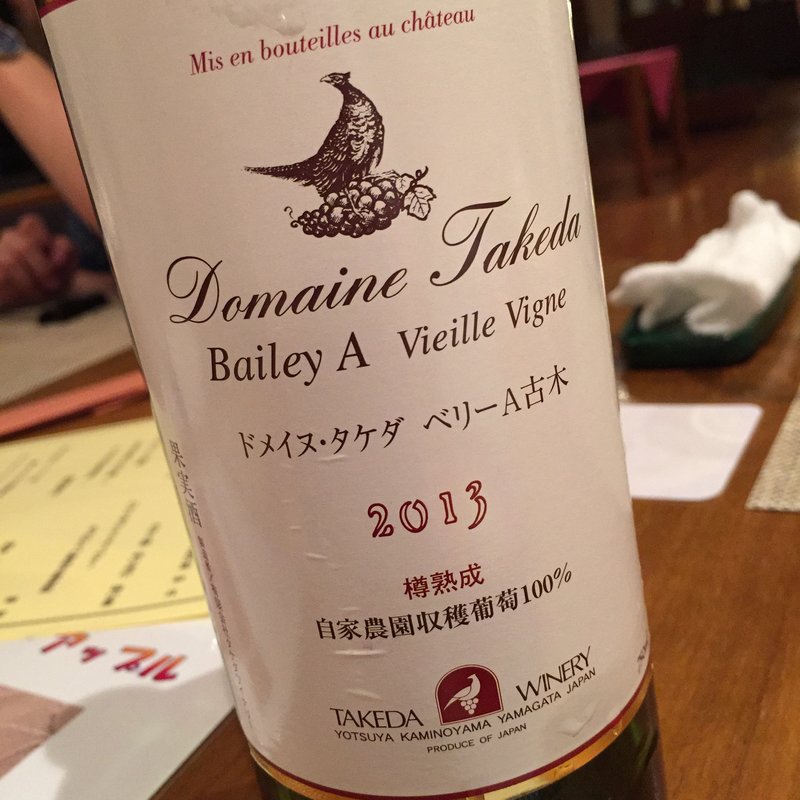 Mis en bouteilles au château
Domaine Takeda
Bailey A Vieille Vigne
ドメイヌ・タケダ ベリーA古木
2013
樽熟成
自家農園収穫葡萄100%
TAKEDA WINERY
YOTSUYA KAMINOYAMA YAMAGATA JAPAN
PRODUCE OF JAPAN
果実酒